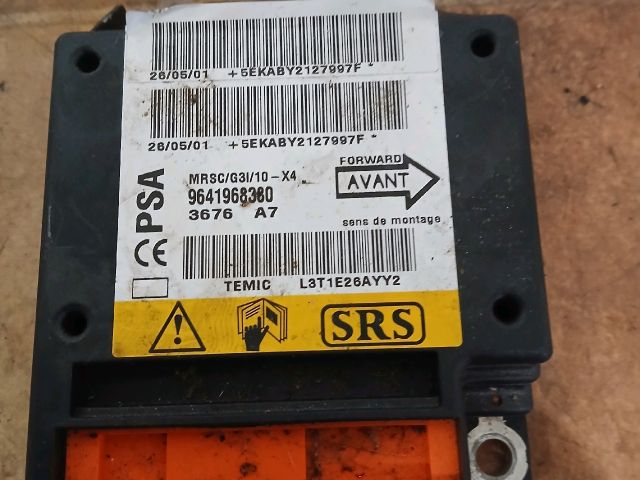 26/05/01 +5EKABY2127997F *
26/05/01 +5EKABY2127997F *
PSA
MRSC/G3I/10-X4
9641968380
3676 A7
FORWARD
AVANT
sens de montage
CE
TEMIC L3T1E26AYY2
SRS